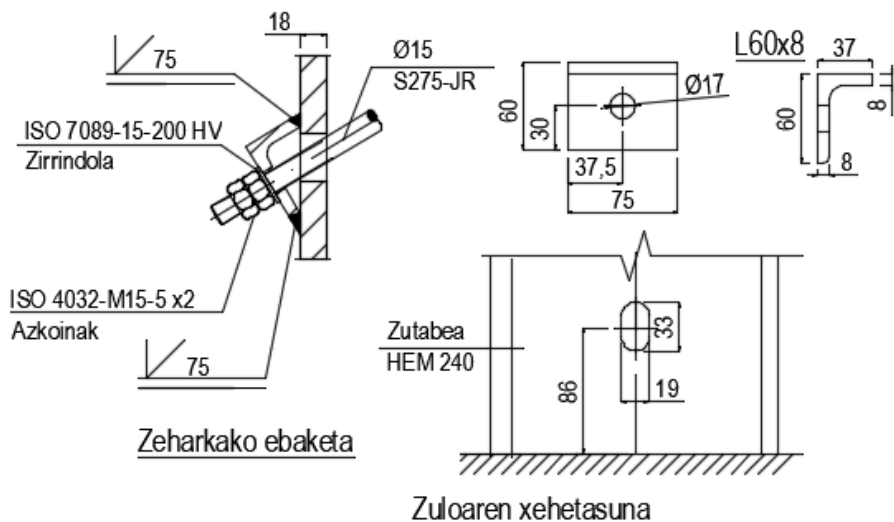 18
75
Ø15
S275-JR
ISO 7089-15-200 HV
Zirrindola
ISO 4032-M15-5 x2
Azkoinak
75
Zeharkako ebaketa
60
30
Ø17
37,5
75
L60x8
37
60
8
8
Zutabea
HEM 240
33
86
19
Zuloaren xehetasuna